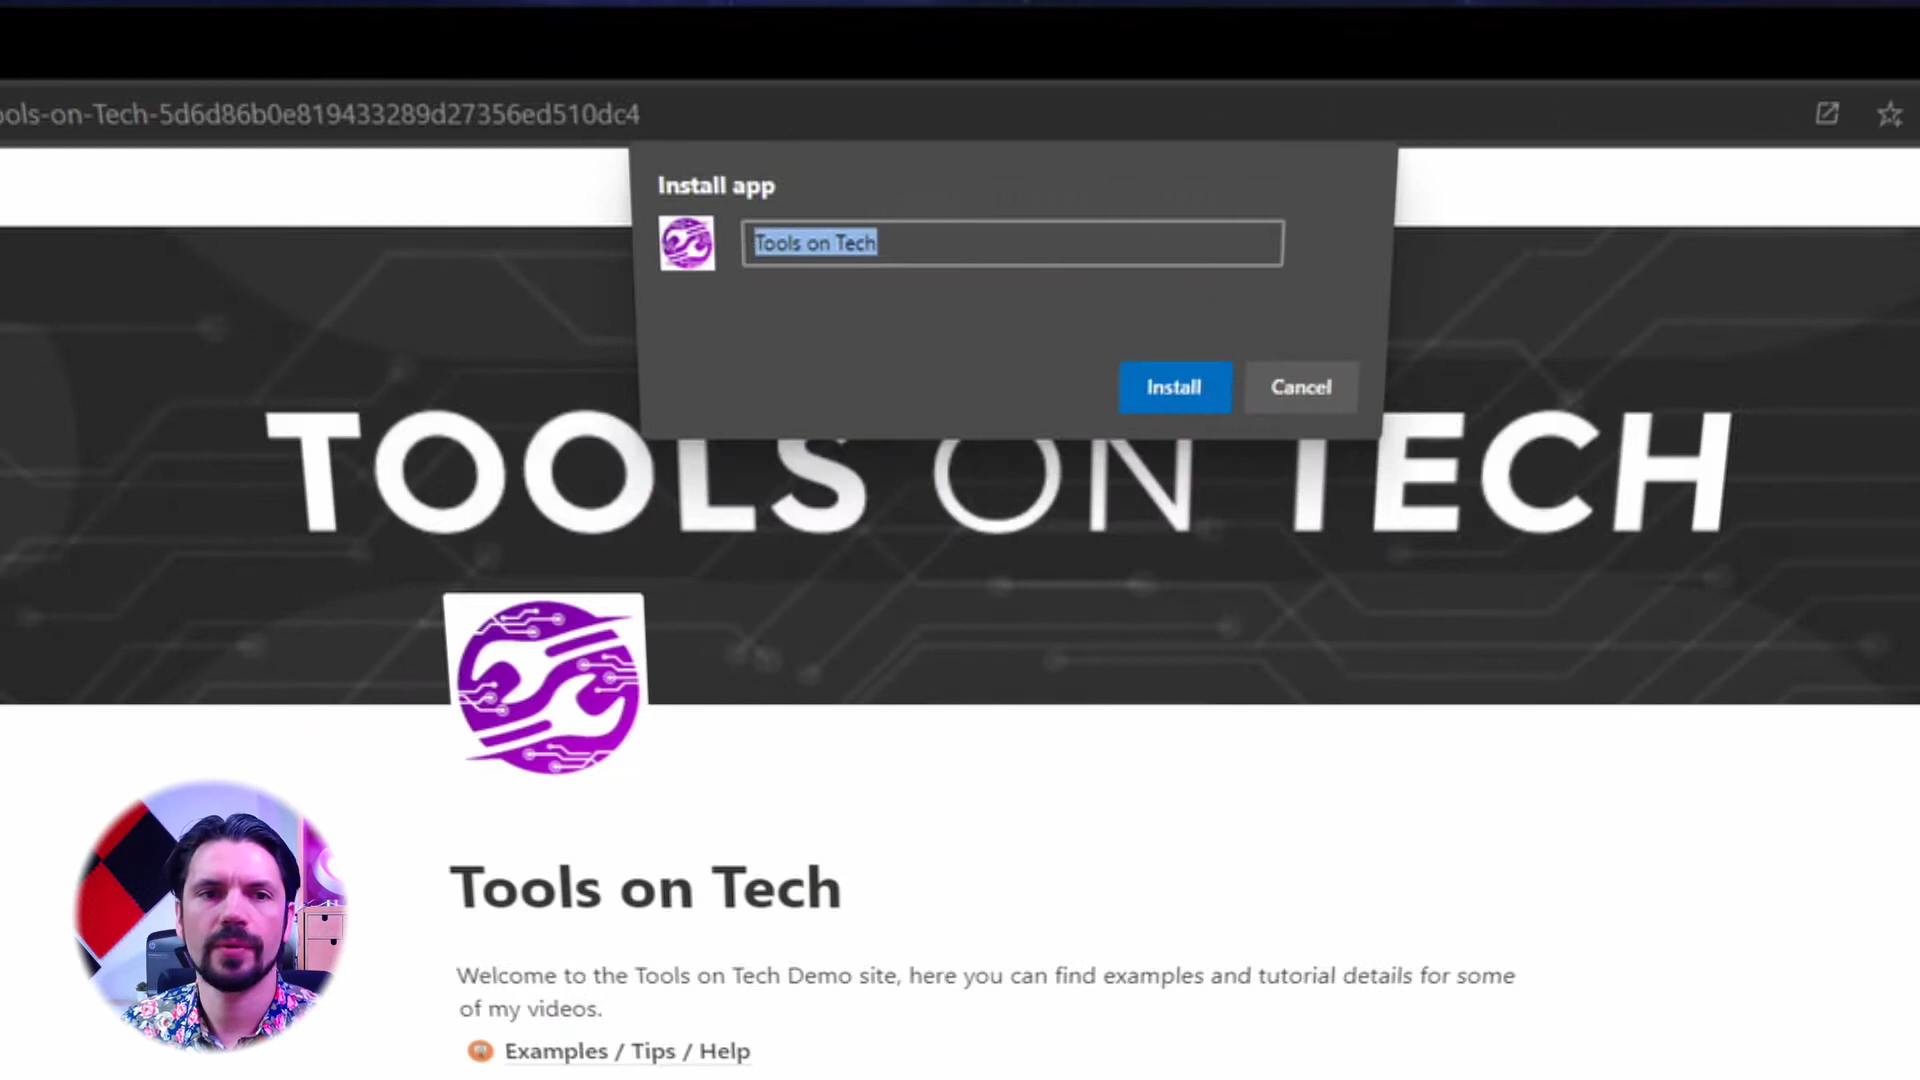 ools-on-Tech-5d6d86b0e819433289d27356ed510dc4
Install app
Tools on Tech
Install Cancel
TOOLS ON TECH
Tools on Tech
Welcome to the Tools on Tech Demo site, here you can find examples and tutorial details for some
of my videos.
Examples / Tips / Help